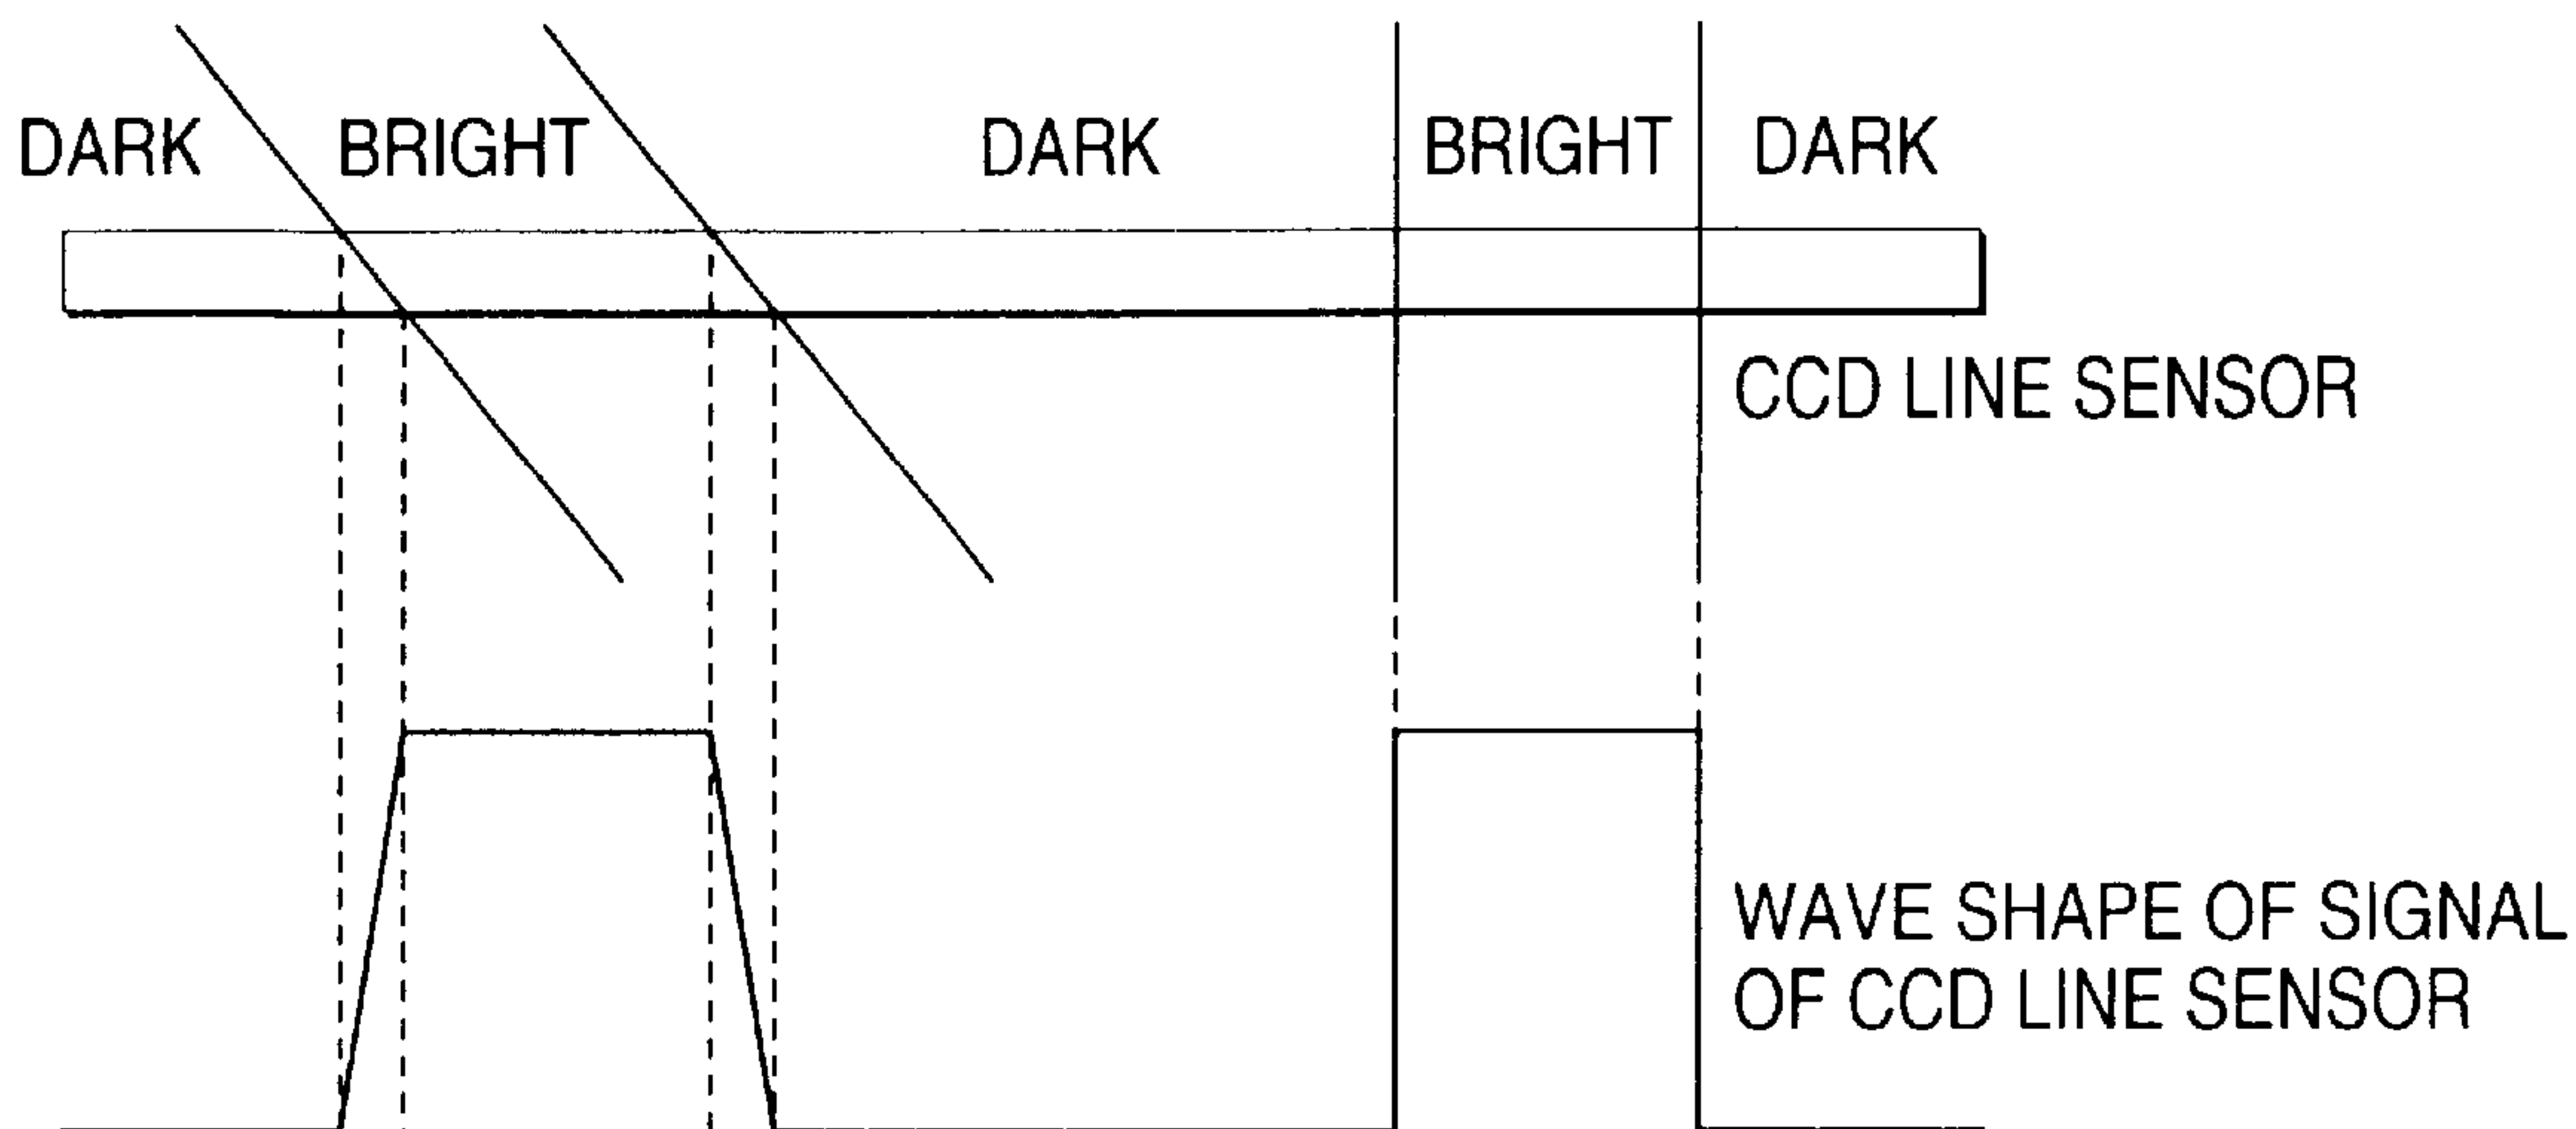 DARK BRIGHT DARK BRIGHT DARK
CCD LINE SENSOR
WAVE SHAPE OF SIGNAL
OF CCD LINE SENSOR